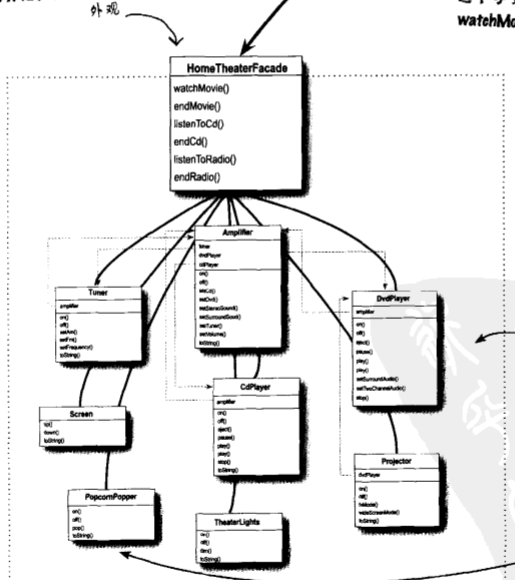 外观
watchMo
HomeTheaterFacade
watchMovie()
endMovie()
listenToCd()
endCd()
listenToRadio()
endRadio()
Amplifier
tuner
dvdPlayer
cdPlayer
on()
off()
setCd()
setDvd()
setStereoSound()
setSurroundSound()
setTuner()
setVolume()
toString()
Tuner
amplifier
on()
off()
setAm()
setFm()
setFrequency()
toString()
DvdPlayer
amplifier
on()
off()
eject()
pause()
play()
play()
setSurroundAudio()
setTwoChannelAudio()
stop()
CdPlayer
amplifier
on()
off()
eject()
pause()
play()
play()
stop()
toString()
Screen
up()
down()
toString()
Projector
dvdPlayer
on()
off()
tvMode()
wideScreenMode()
toString()
PopcornPopper
on()
off()
pop()
toString()
TheaterLights
on()
off()
dim()
toString()